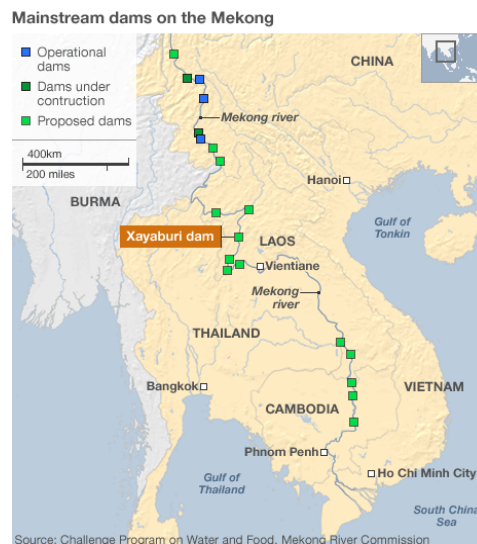 Mainstream dams on the Mekong
Operational
dams
Dams under
contruction
Proposed dams
400km
200 miles
CHINA
Mekong river
Hanoi
BURMA
Gulf of
Tonkin
Xayaburi dam
LAOS
Vientiane
Mekong
river
THAILAND
VIETNAM
Bangkok
CAMBODIA
Phnom Penh
Ho Chi Minh City
Gulf of
Thailand
South China
Sea
Source: Challenge Program on Water and Food, Mekong River Commission